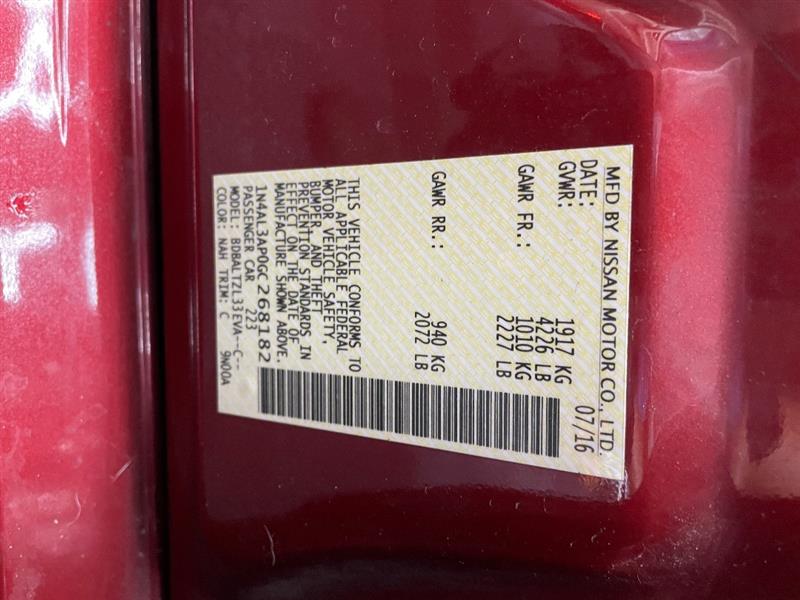 MFD BY NISSAN MOTOR CO., LTD.
DATE: 07/16
GVWR: 1917 KG
4226 LB
GAWR FR.: 1010 KG
2227 LB
GAWR RR.: 940 KG
2072 LB
THIS VEHICLE CONFORMS TO
ALL APPLICABLE FEDERAL
MOTOR VEHICLE SAFETY,
BUMPER, AND THEFT
PREVENTION STANDARDS IN
EFFECT ON THE DATE OF
MANUFACTURE SHOWN ABOVE.
1N4AL3AP0GC268182
PASSENGER CAR 223
MODEL: BDBALTZL33EVA--C--
COLOR: NAH TRIM: C 9N00A